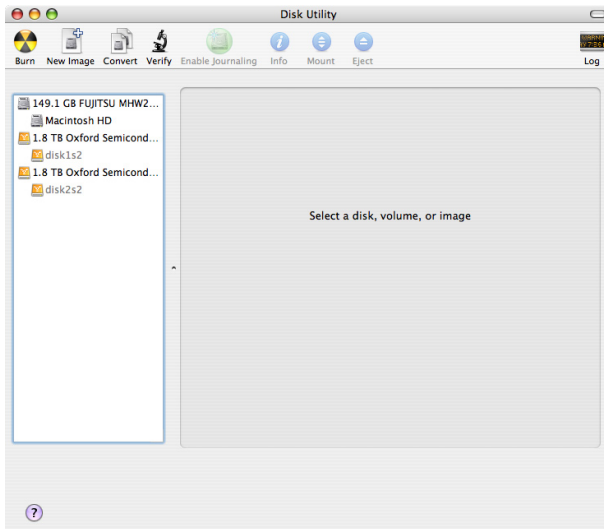 Disk Utility
Burn New Image Convert Verify Enable Journaling Info Mount Eject Log
149.1 GB FUJITSU MHW2...
Macintosh HD
1.8 TB Oxford Semicond...
disk1s2
1.8 TB Oxford Semicond...
disk2s2
Select a disk, volume, or image
?